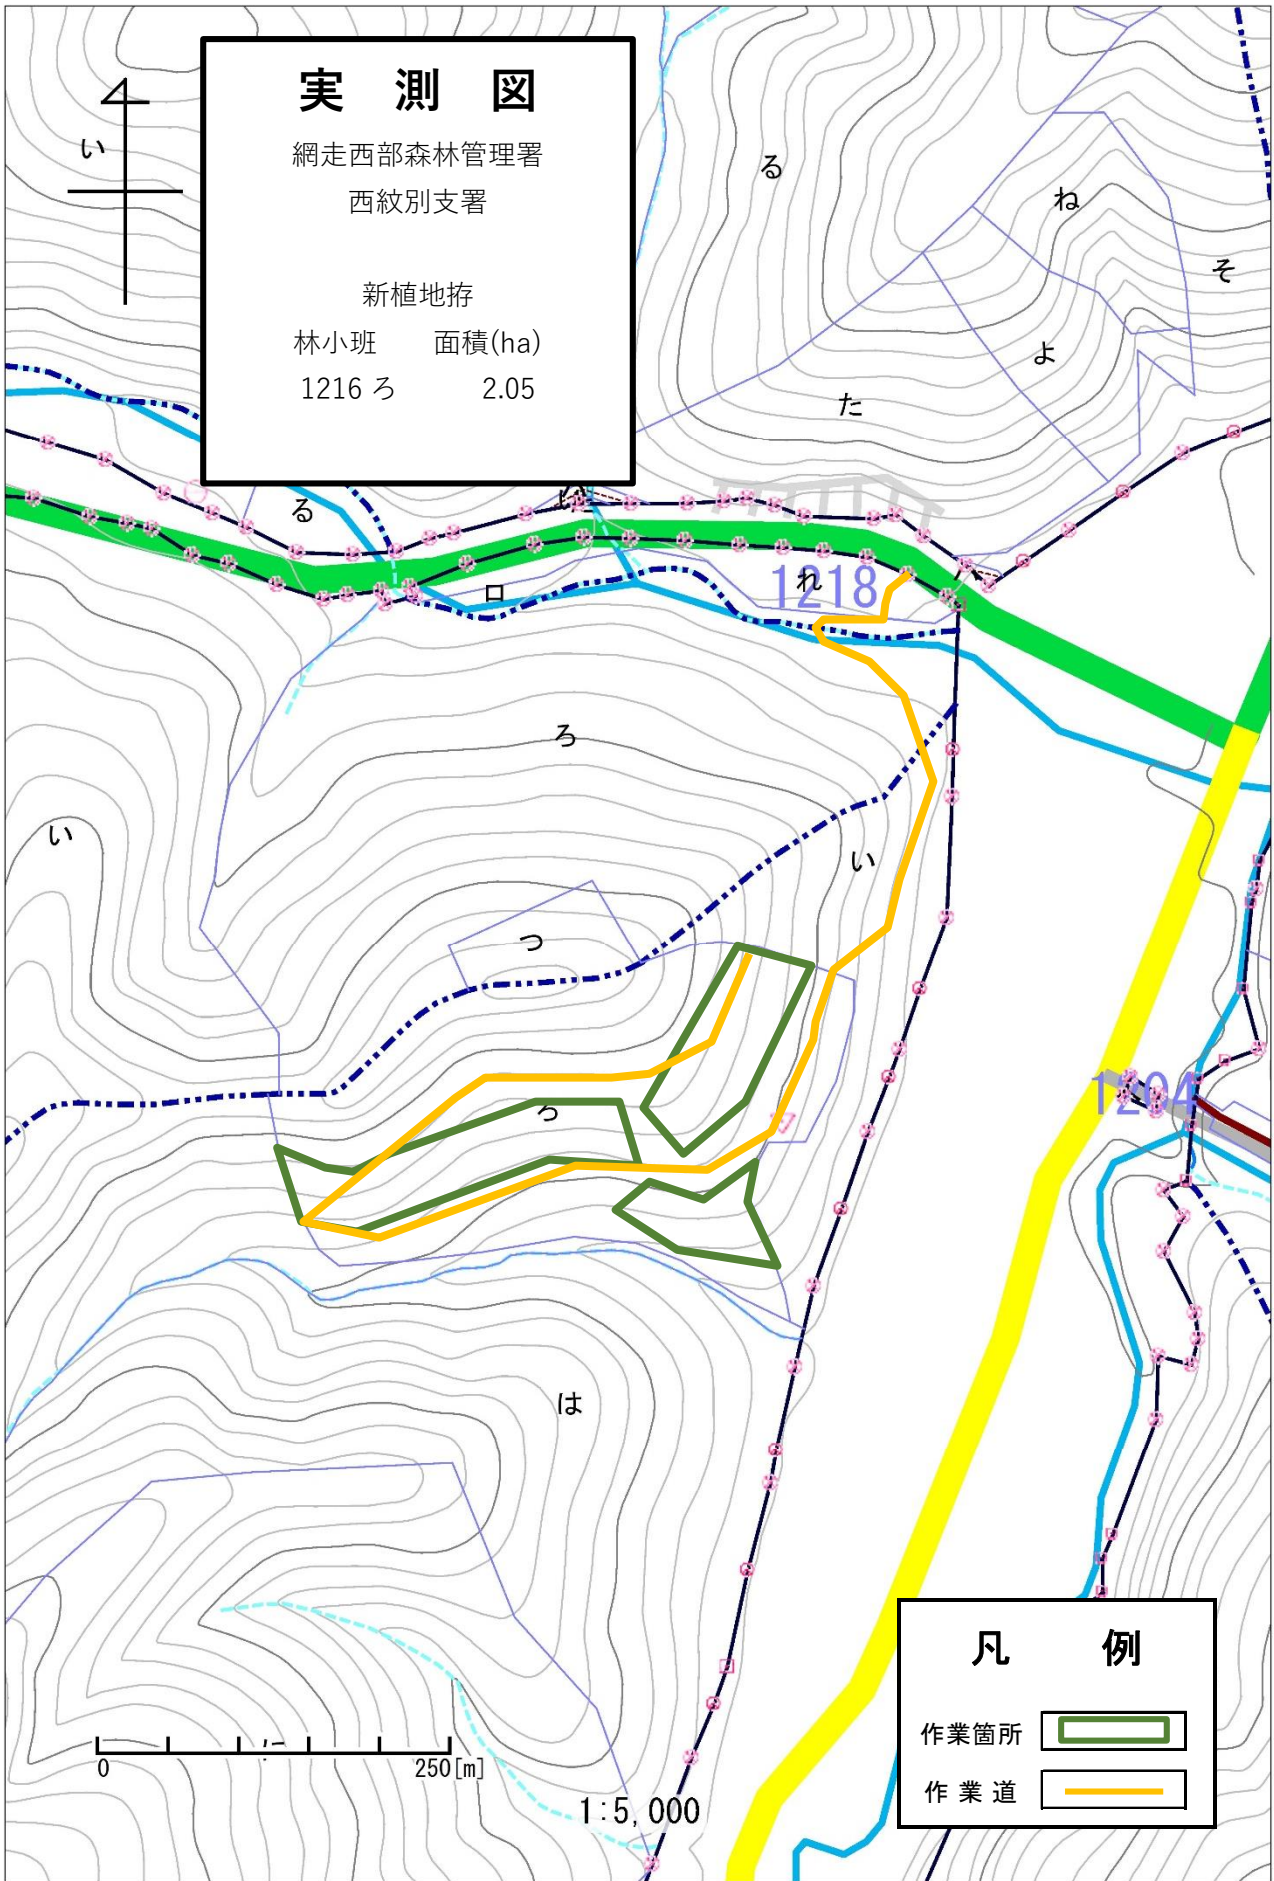 実 測 図
網走西部森林管理署
西紋別支署
新植地拵
林小班 面積(ha)
1216 ろ 2.05
い
る
ね
そ
よ
た
る
ロ
れ
1218
ろ
い
い
つ
ろ
1204
は
凡 例
作業箇所
作 業 道
0 250[m]
1:5,000